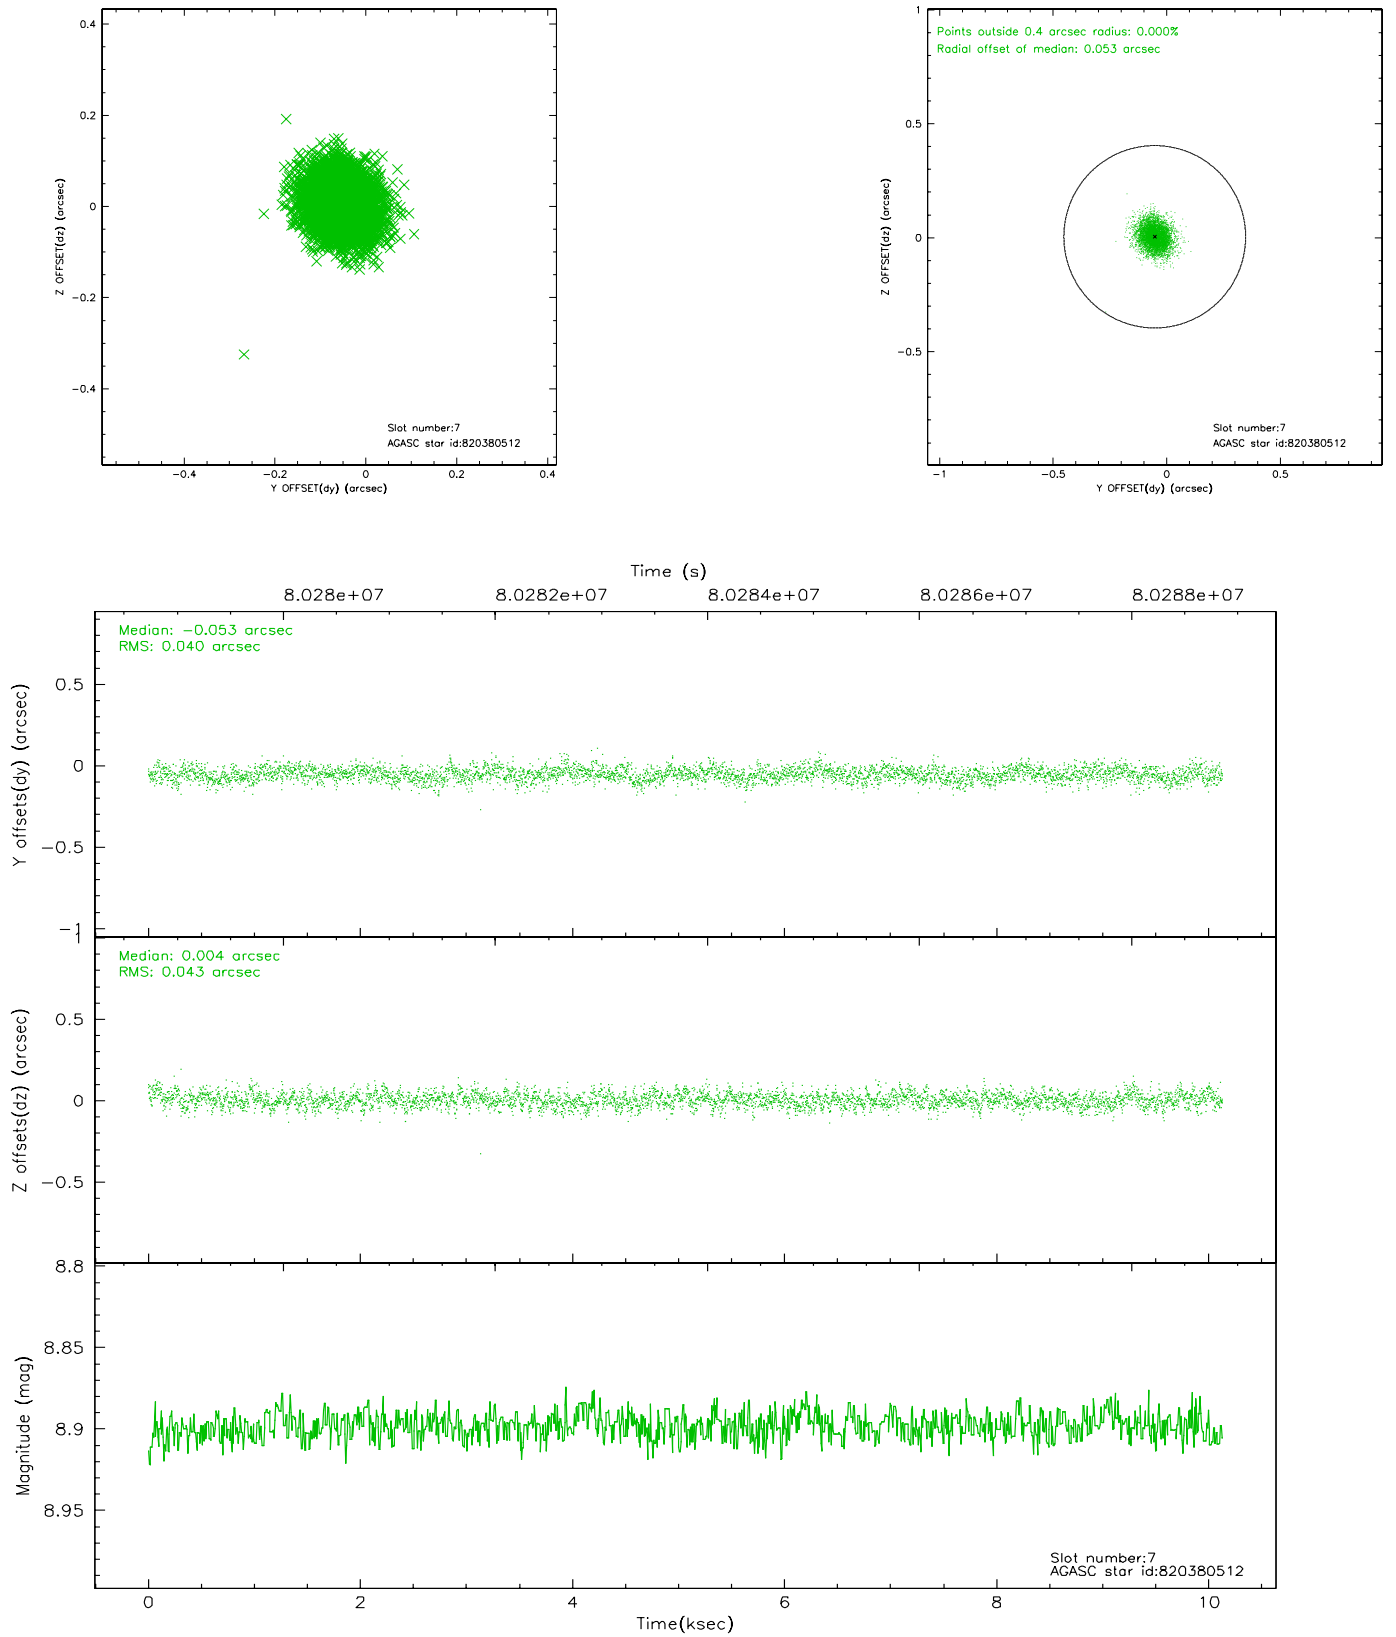 0.4
0.2
0
−0.2
−0.4
Z OFFSET(dz) (arcsec)
Slot number:7
AGASC star id:820380512
−0.4
−0.2
0
0.2
0.4
Y OFFSET(dy) (arcsec)
Points outside 0.4 arcsec radius: 0.000%
Radial offset of median: 0.053 arcsec
1
0.5
0
−0.5
Z OFFSET(dz) (arcsec)
Slot number:7
AGASC star id:820380512
−1
−0.5
0
0.5
Y OFFSET(dy) (arcsec)
Time (s)
8.028e+07
8.0282e+07
8.0284e+07
8.0286e+07
8.0288e+07
Median: −0.053 arcsec
RMS: 0.040 arcsec
0.5
0
−0.5
−1
Y offsets(dy) (arcsec)
Median: 0.004 arcsec
RMS: 0.043 arcsec
1
0.5
0
−0.5
Z offsets(dz) (arcsec)
8.8
8.85
8.9
8.95
Magnitude (mag)
Slot number:7
AGASC star id:820380512
0
2
4
6
8
10
Time(ksec)